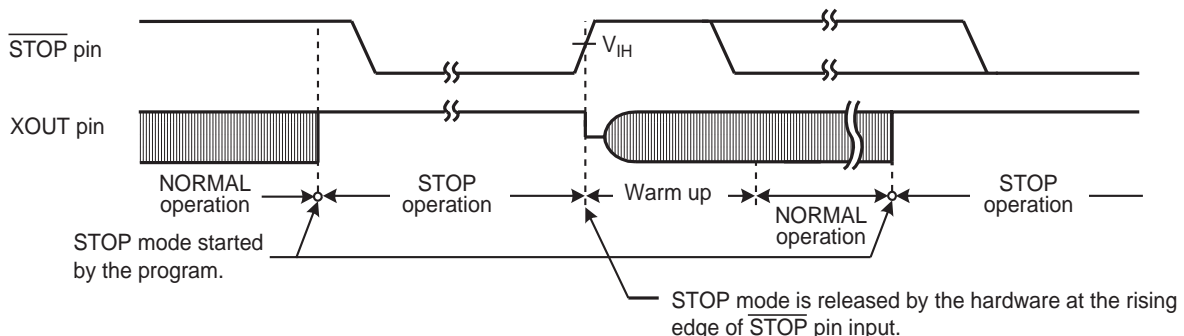 STOP pin
VIH
XOUT pin
NORMAL
operation
STOP
operation
Warm up
NORMAL
operation
STOP
operation
STOP mode started
by the program.
STOP mode is released by the hardware at the rising
edge of STOP pin input.